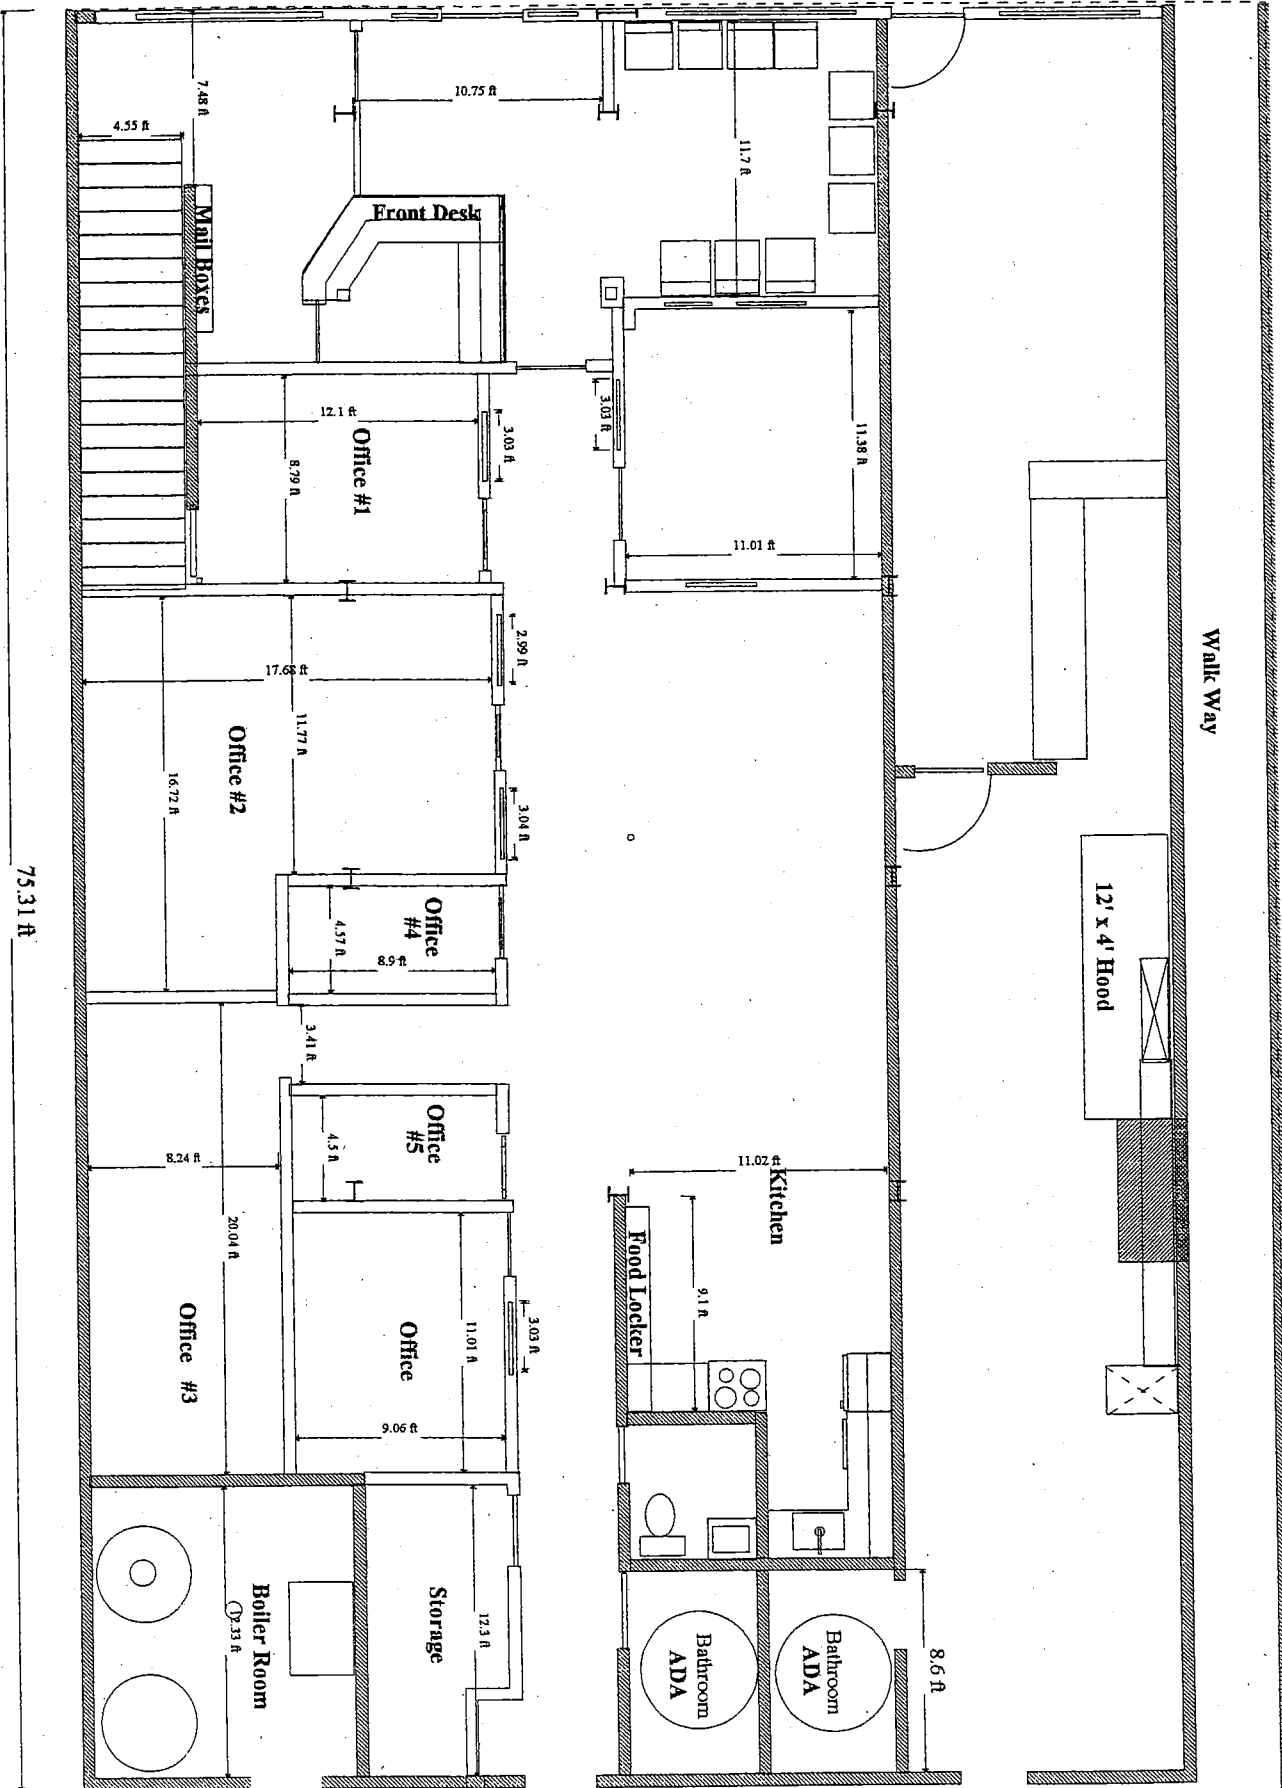 7.48 ft
4.55 ft
10.75 ft
11.7 ft
Front Desk
Mail Boxes
12.1 ft
8.79 ft
Office #1
3.03 ft
3.03 ft
11.38 ft
11.01 ft
Walk Way
2.99 ft
17.68 ft
11.77 ft
Office #2
16.72 ft
3.04 ft
75.31 ft
12' x 4' Hood
Office
#4
4.57 ft
8.9 ft
3.41 ft
Office
#5
4.5 ft
8.24 ft
20.04 ft
11.02 ft
Kitchen
Food Locker
9.1 ft
Office #3
Office
11.01 ft
3.03 ft
9.06 ft
Boiler Room
12.33 ft
Storage
12.3 ft
Bathroom
ADA
Bathroom
ADA
8.6 ft